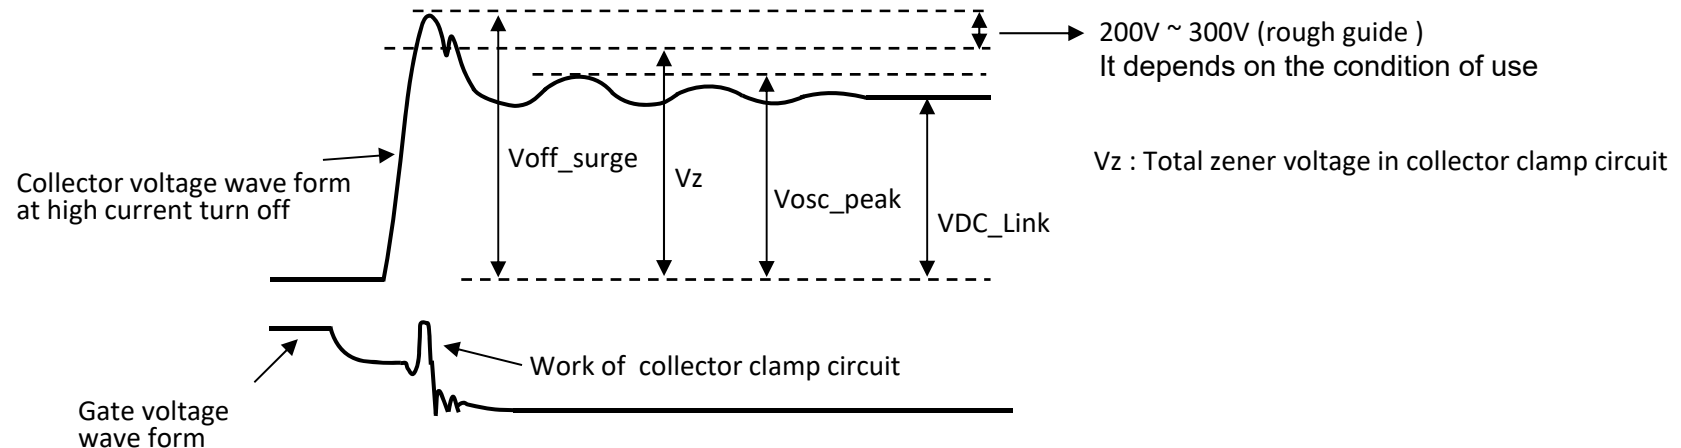 200V ~ 300V (rough guide )
It depends on the condition of use
Voff_surge
Vz
Vosc_peak
VDC_Link
Vz : Total zener voltage in collector clamp circuit
Collector voltage wave form
at high current turn off
Work of  collector clamp circuit
Gate voltage
wave form